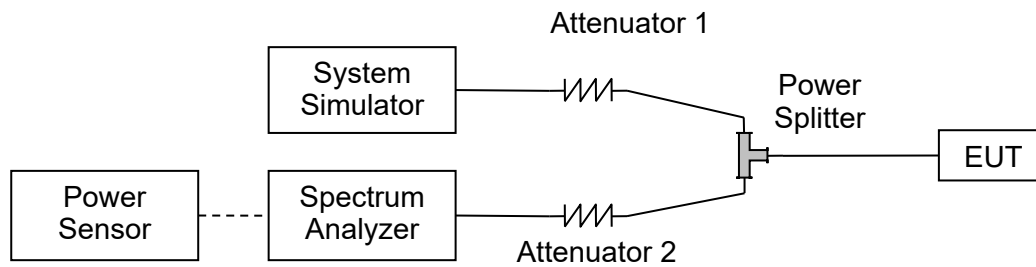 Attenuator 1
System
Simulator
Power
Splitter
EUT
Power
Sensor
Spectrum
Analyzer
Attenuator 2